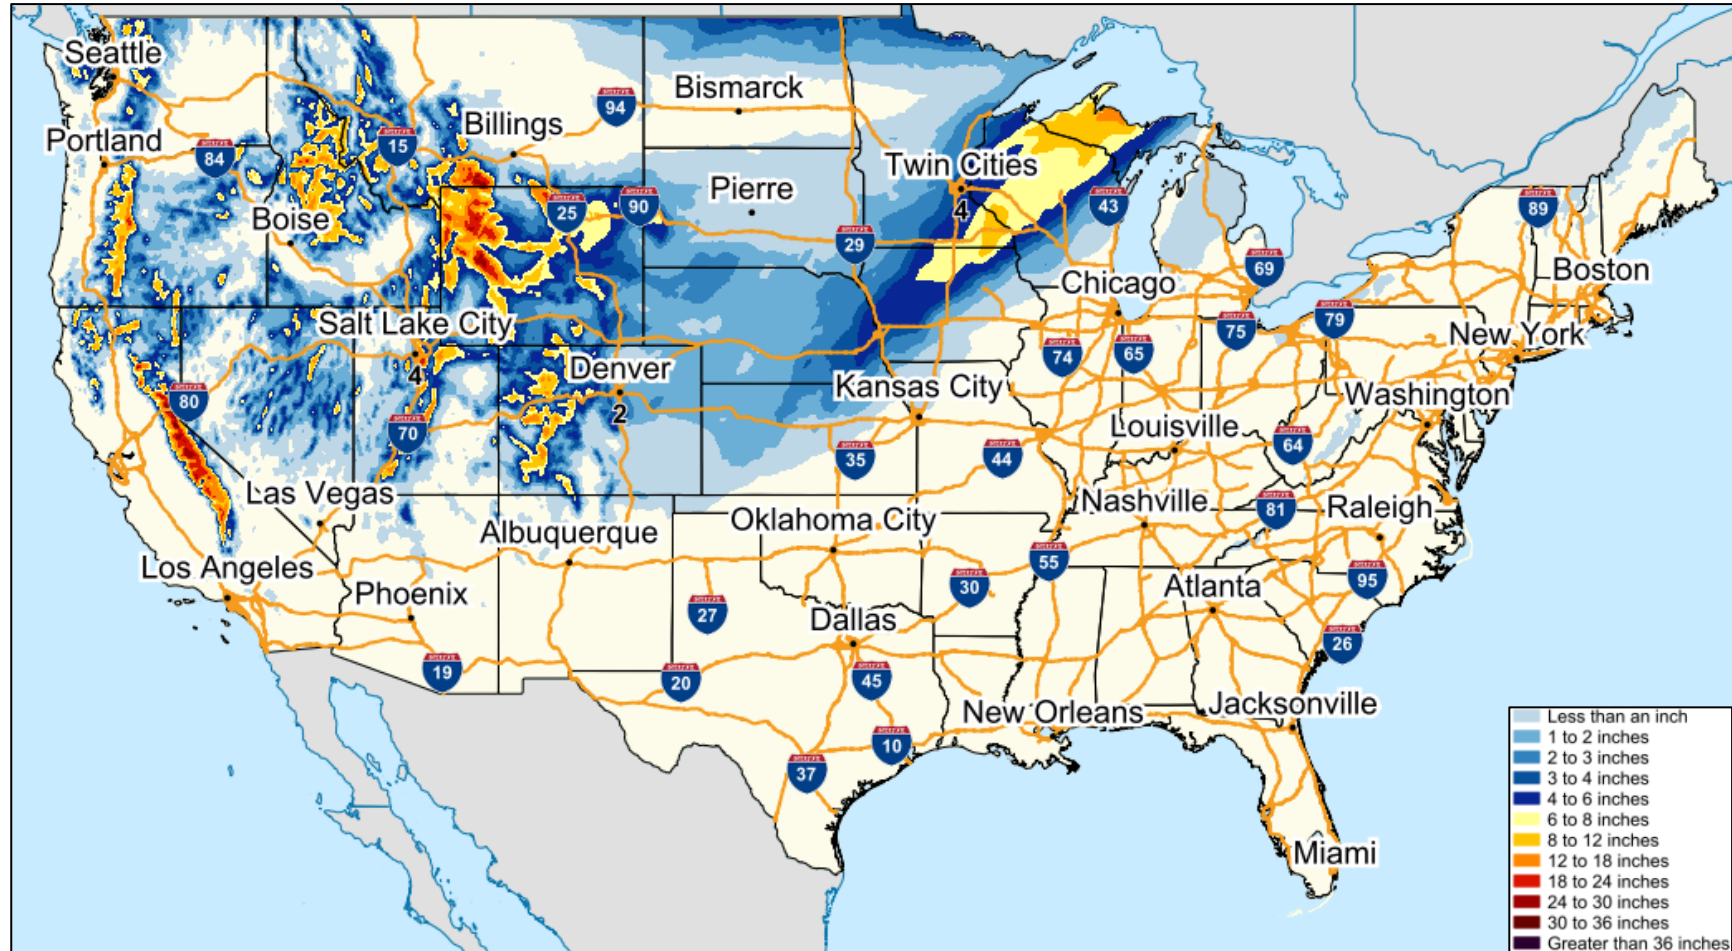 Seattle
Bismarck
94
Billings
Portland
15
84
Twin Cities
4
Pierre
Boise
25
90
43
89
29
69
Boston
Chicago
Salt Lake City
4
79
75
New York
74
65
Denver
2
Kansas City
Washington
80
70
Louisville
64
35
44
Las Vegas
Nashville
81
Raleigh
Oklahoma City
Albuquerque
55
Los Angeles
95
Phoenix
30
Atlanta
27
Dallas
26
19
20
45
New Orleans
Jacksonville
10
37
Miami
Less than an inch
1 to 2 inches
2 to 3 inches
3 to 4 inches
4 to 6 inches
6 to 8 inches
8 to 12 inches
12 to 18 inches
18 to 24 inches
24 to 30 inches
30 to 36 inches
Greater than 36 inches